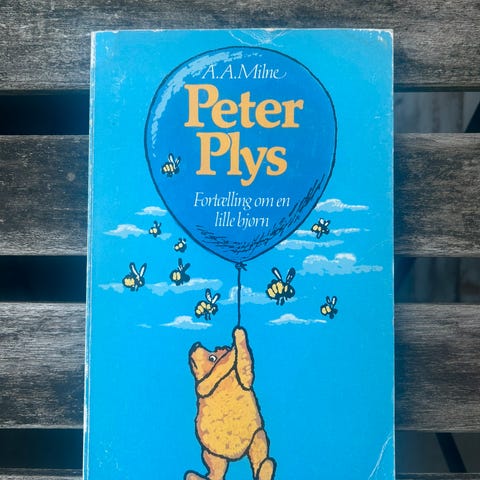 A. A. Milne
Peter
Plys
Fortælling om en
lille bjørn